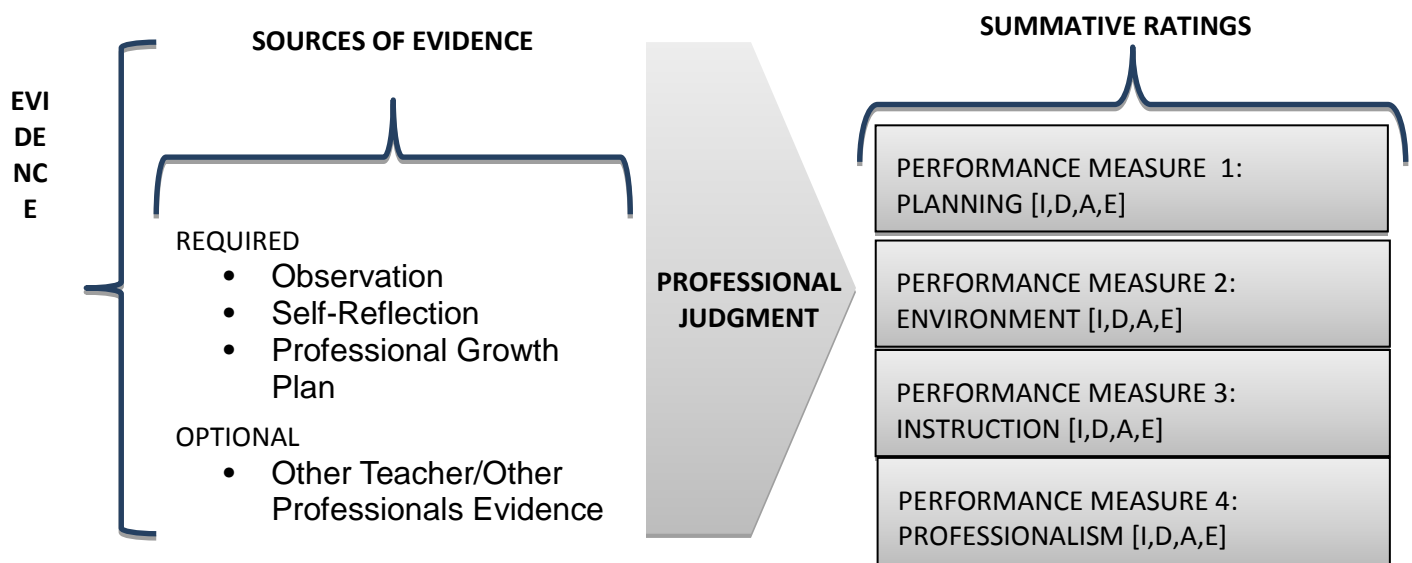 EVI
DE
NC
E
SOURCES OF EVIDENCE
REQUIRED
• Observation
• Self-Reflection
• Professional Growth
Plan
OPTIONAL
• Other Teacher/Other
Professionals Evidence
PROFESSIONAL
JUDGMENT
SUMMATIVE RATINGS
PERFORMANCE MEASURE 1:
PLANNING [I,D,A,E]
PERFORMANCE MEASURE 2:
ENVIRONMENT [I,D,A,E]
PERFORMANCE MEASURE 3:
INSTRUCTION [I,D,A,E]
PERFORMANCE MEASURE 4:
PROFESSIONALISM [I,D,A,E]